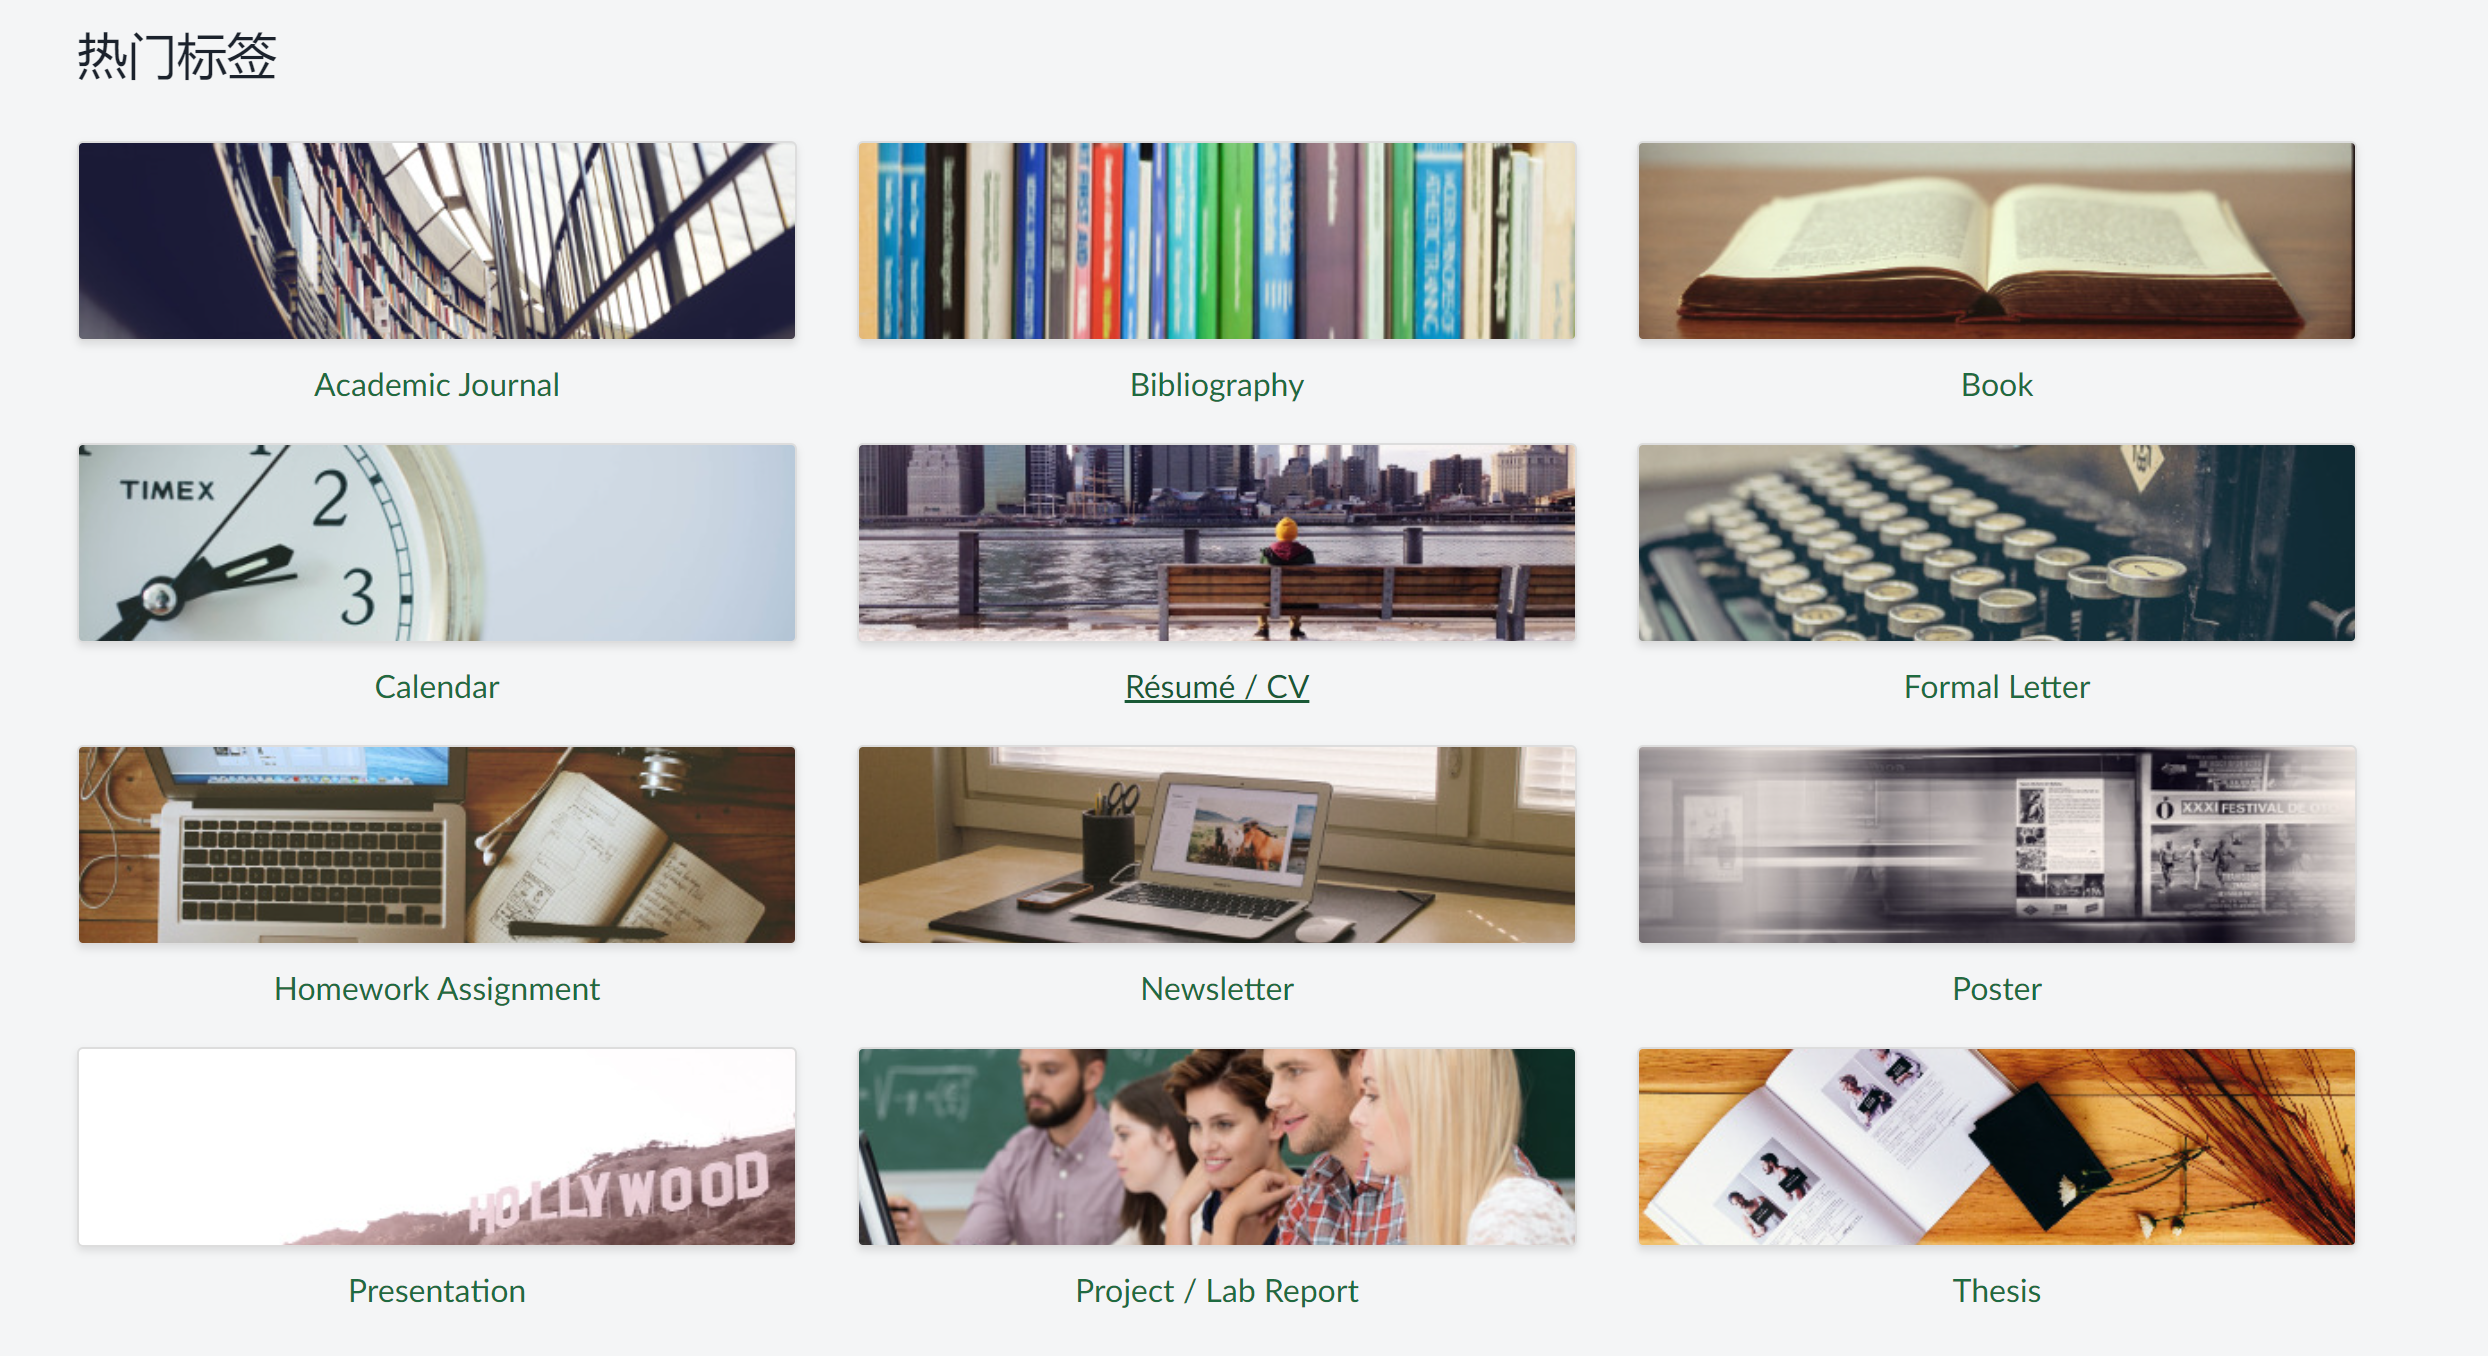 热门标签
Academic Journal
Bibliography
Book
TIMEX
2
3
Calendar
Résumé / CV
Formal Letter
Homework Assignment
Newsletter
XXXI FESTIVAL DE
Poster
HOLLYWOOD
Presentation
Project / Lab Report
Thesis